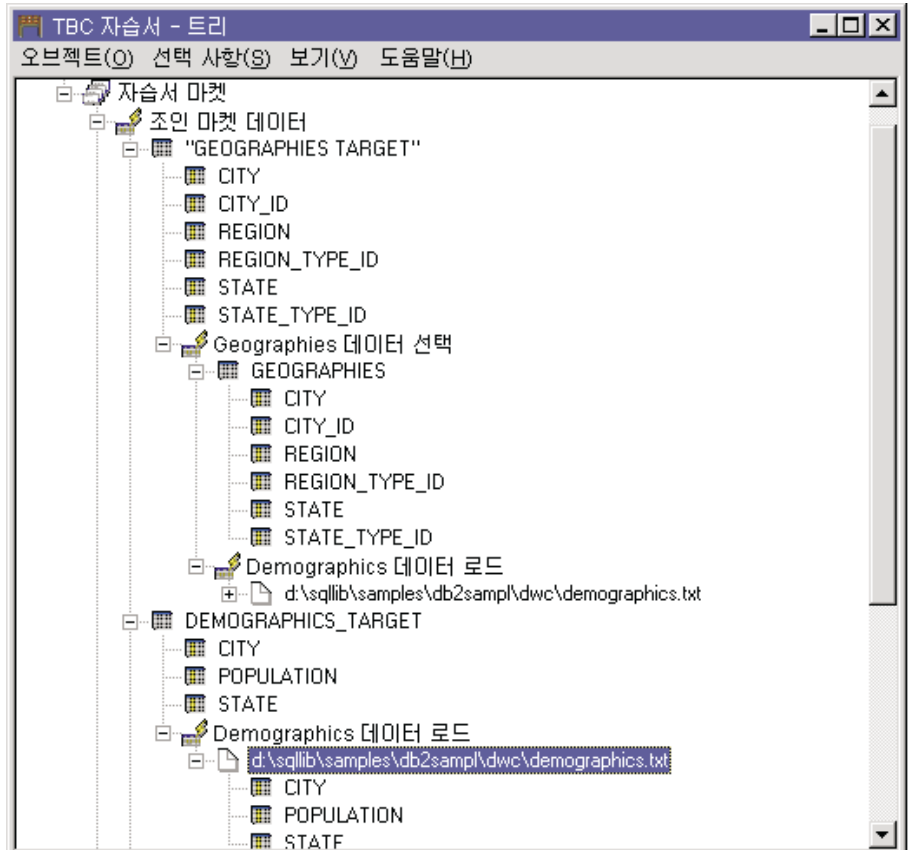 TBC 자습서 - 트리
오브젝트(O) 선택 사항(S) 보기(V) 도움말(H)
자습서 마켓
조인 마켓 데이터
"GEOGRAPHIES TARGET"
CITY
CITY_ID
REGION
REGION_TYPE_ID
STATE
STATE_TYPE_ID
Geographies 데이터 선택
GEOGRAPHIES
CITY
CITY_ID
REGION
REGION_TYPE_ID
STATE
STATE_TYPE_ID
Demographics 데이터 로드
d:\sqllib\samples\db2sampl\dwc\demographics.txt
DEMOGRAPHICS_TARGET
CITY
POPULATION
STATE
Demographics 데이터 로드
d:\sqllib\samples\db2sampl\dwc\demographics.txt
CITY
POPULATION
STATE